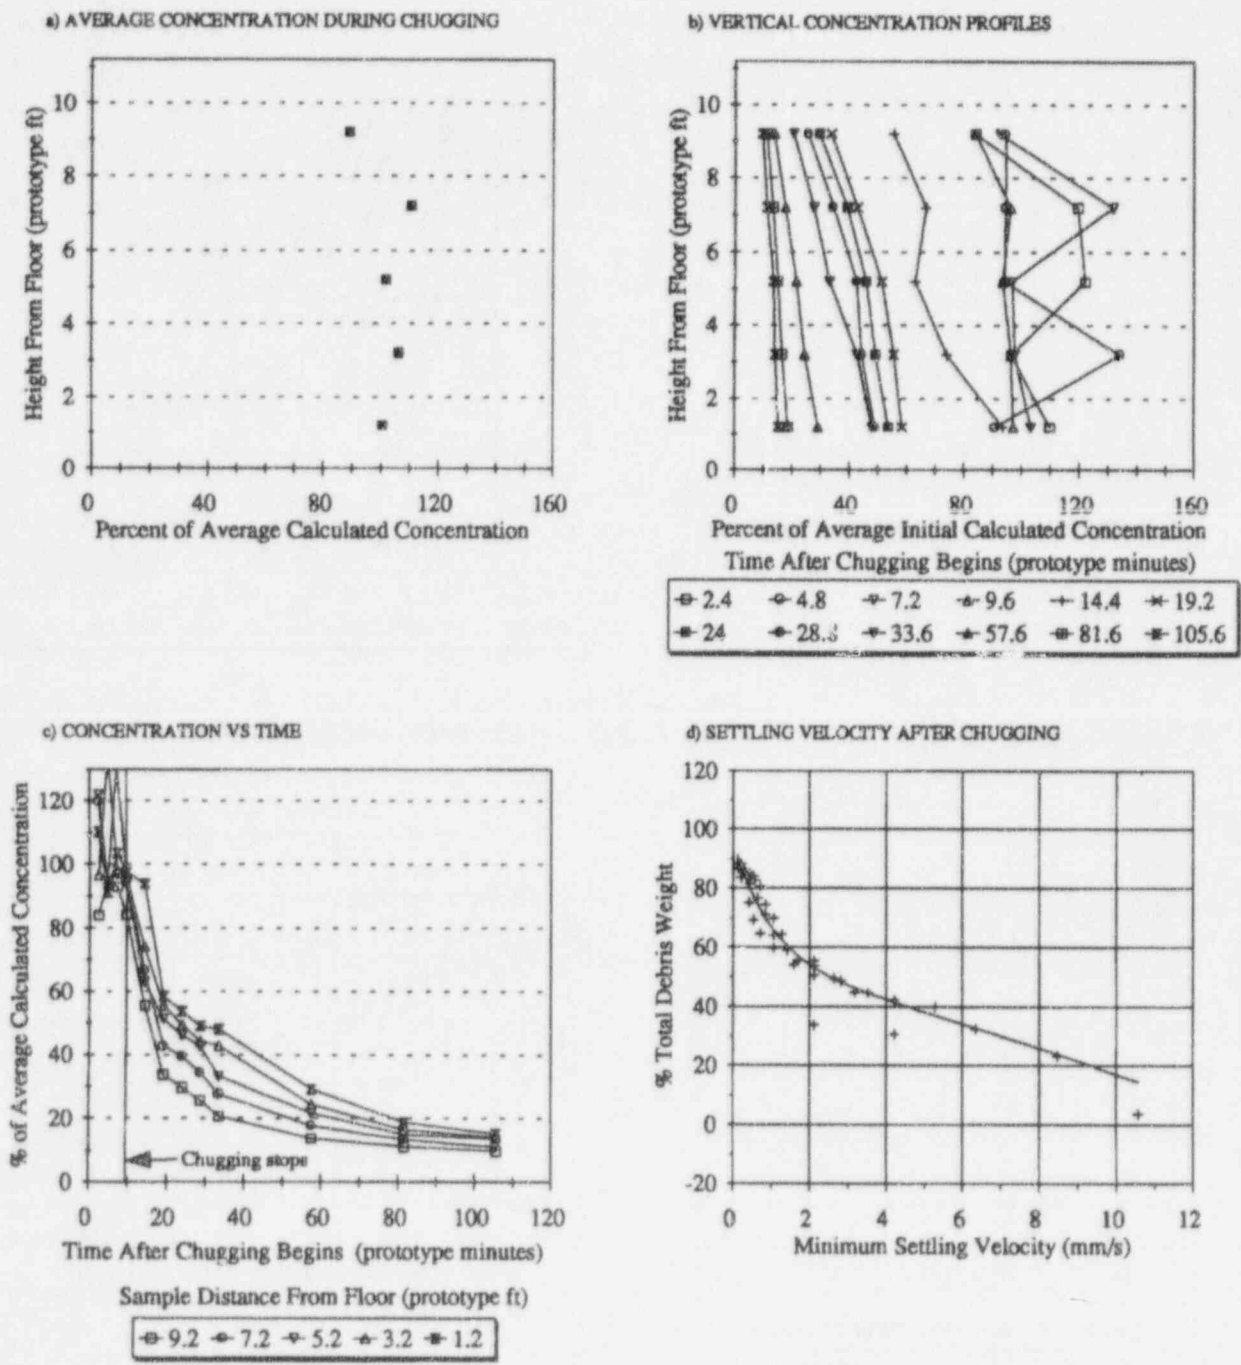 a) AVERAGE CONCENTRATION DURING CHUGGING
10
8
6
4
2
0
Height From Floor (prototype ft)
0 40 80 120 160
Percent of Average Calculated Concentration
b) VERTICAL CONCENTRATION PROFILES
10
8
6
4
2
0
Height From Floor (prototype ft)
0 40 80 120 160
Percent of Average Initial Calculated Concentration
Time After Chugging Begins (prototype minutes)
2.4 4.8 7.2 9.6 14.4 19.2
24 28.8 33.6 57.6 81.6 105.6
c) CONCENTRATION VS TIME
120
100
80
60
40
20
0
% of Average Calculated Concentration
Chugging stops
0 20 40 60 80 100 120
Time After Chugging Begins (prototype minutes)
Sample Distance From Floor (prototype ft)
9.2 7.2 5.2 3.2 1.2
d) SETTLING VELOCITY AFTER CHUGGING
120
100
80
60
40
20
0
-20
% Total Debris Weight
0 2 4 6 8 10 12
Minimum Settling Velocity (mm/s)